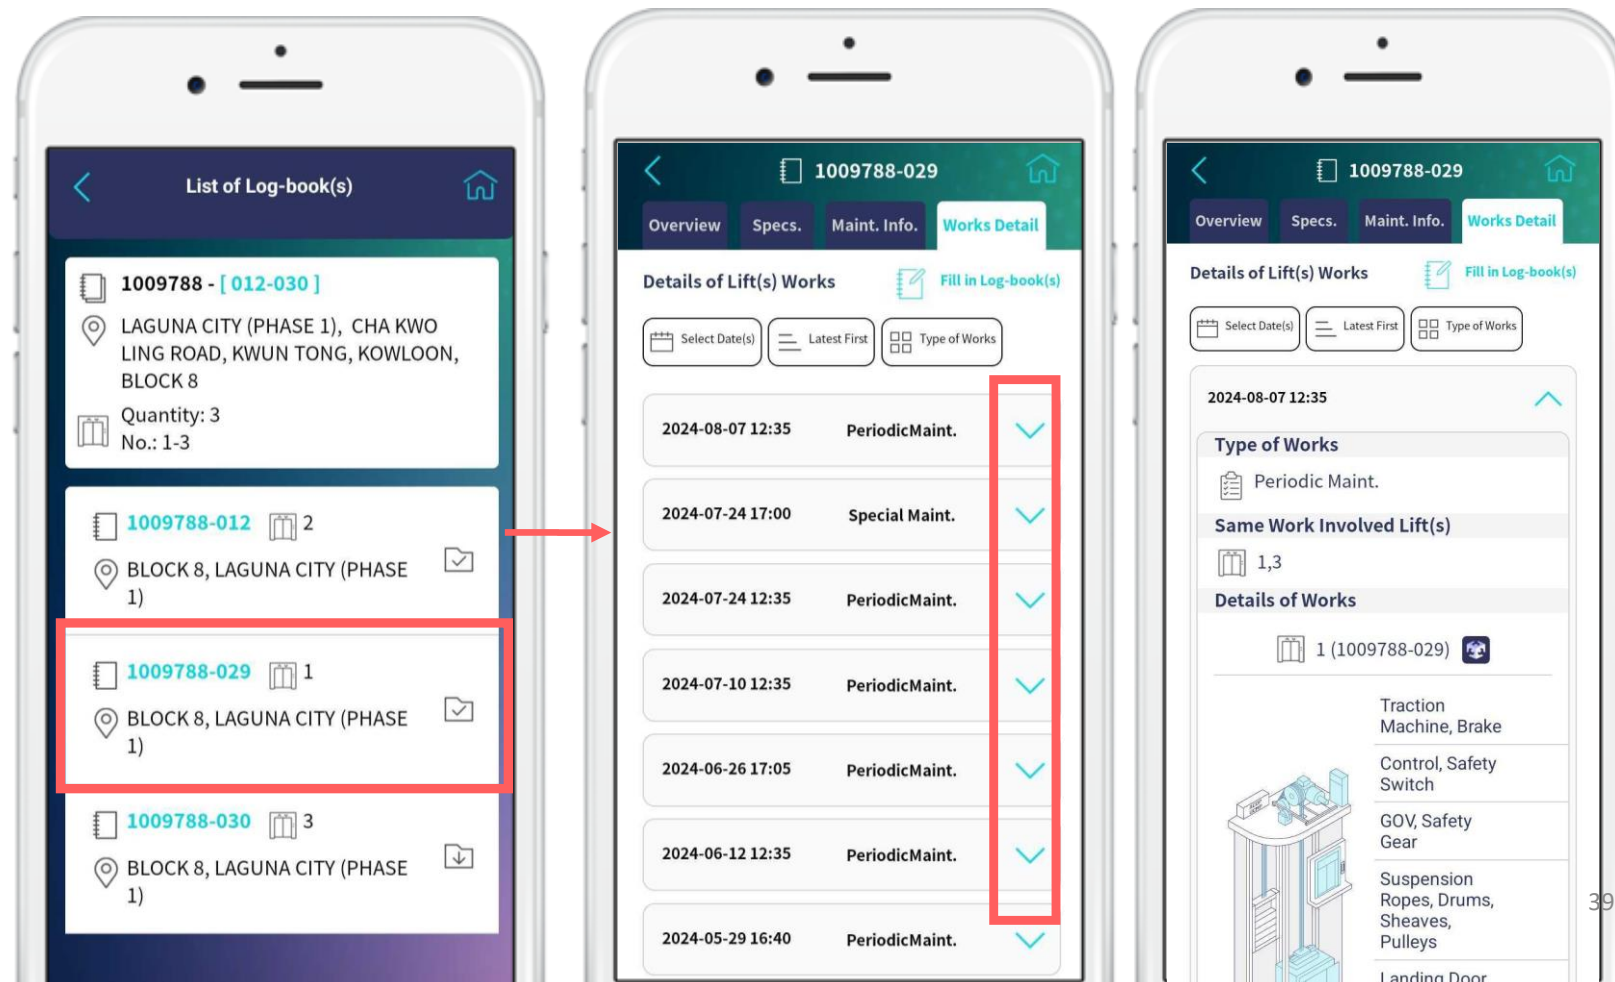 List of Log-book(s)
1009788 - [ 012-030 ]
LAGUNA CITY (PHASE 1), CHA KWO
LING ROAD, KWUN TONG, KOWLOON,
BLOCK 8
Quantity: 3
No.: 1-3
1009788-012 2
BLOCK 8, LAGUNA CITY (PHASE
1)
1009788-029 1
BLOCK 8, LAGUNA CITY (PHASE
1)
1009788-030 3
BLOCK 8, LAGUNA CITY (PHASE
1)
1009788-029
Overview Specs. Maint. Info. Works Detail
Details of Lift(s) Works Fill in Log-book(s)
Select Date(s) Latest First Type of Works
2024-08-07 12:35 PeriodicMaint.
2024-07-24 17:00 Special Maint.
2024-07-24 12:35 PeriodicMaint.
2024-07-10 12:35 PeriodicMaint.
2024-06-26 17:05 PeriodicMaint.
2024-06-12 12:35 PeriodicMaint.
2024-05-29 16:40 PeriodicMaint.
1009788-029
Overview Specs. Maint. Info. Works Detail
Details of Lift(s) Works Fill in Log-book(s)
Select Date(s) Latest First Type of Works
2024-08-07 12:35
Type of Works
Periodic Maint.
Same Work Involved Lift(s)
1,3
Details of Works
1 (1009788-029)
Traction
Machine, Brake
Control, Safety
Switch
GOV, Safety
Gear
Suspension
Ropes, Drums,
Sheaves,
Pulleys
Landing Door
39